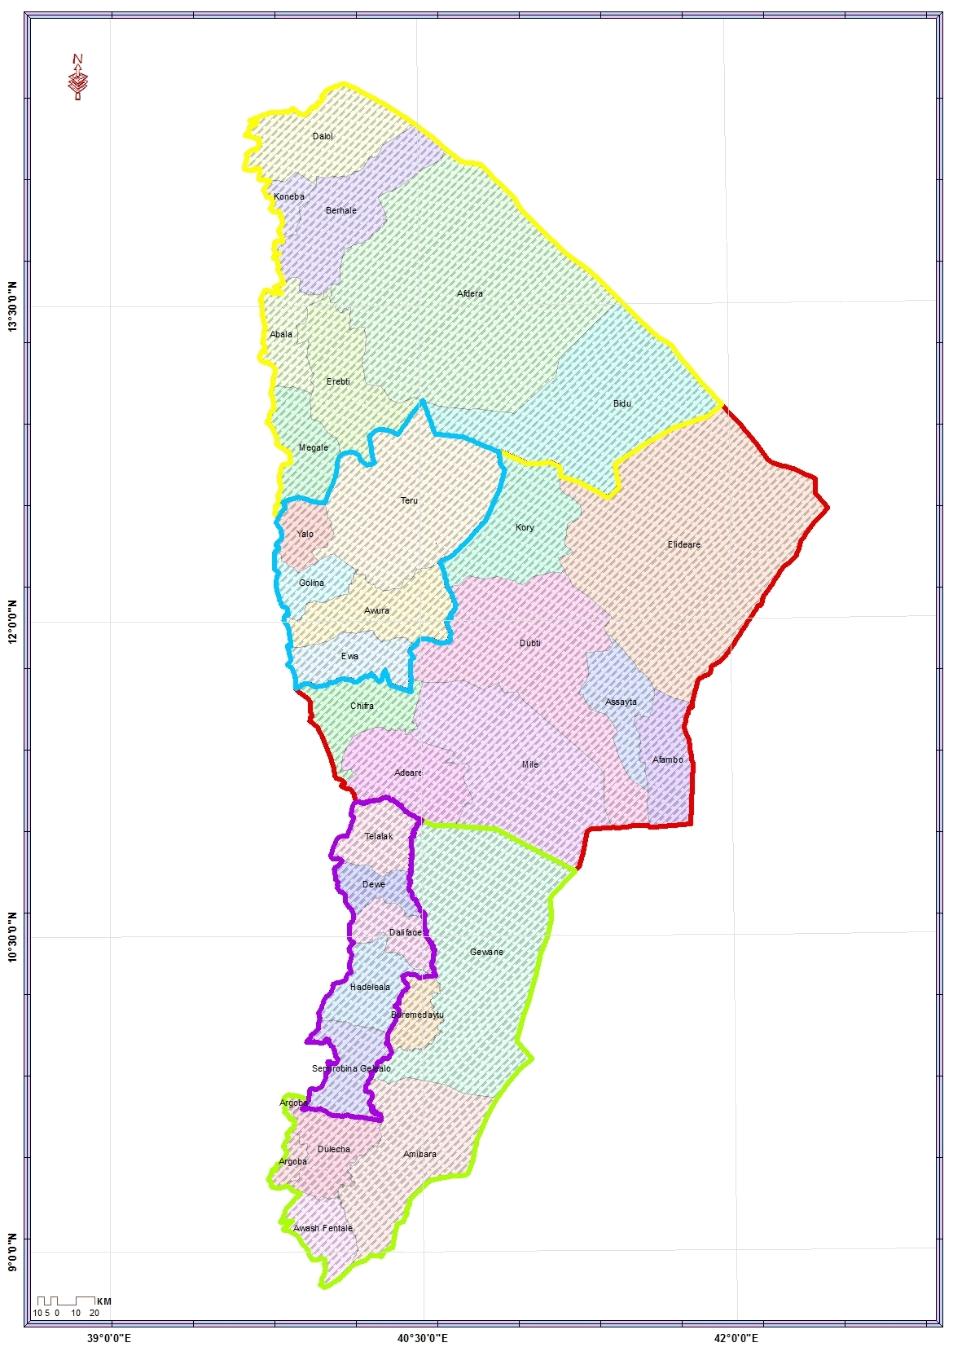 N
Dalol
Koneba
Berhale
Afdera
13°30'0"N
Abala
Erebti
Bidu
Megale
Teru
Yalo
Kory
Elideare
Golina
Awura
12°0'0"N
Dubti
Ewa
Assayta
Chifra
Afambo
Mile
Adear
Telalak
Dewe
Daliface
10°30'0"N
Gewane
Hadeleala
Buremedaytu
Semurobina Gelealo
Argoba
Dulecha
Amibara
Argoba
Awash Fentale
9°0'0"N
KM
10 5 0 10 20
39°0'0"E 40°30'0"E 42°0'0"E